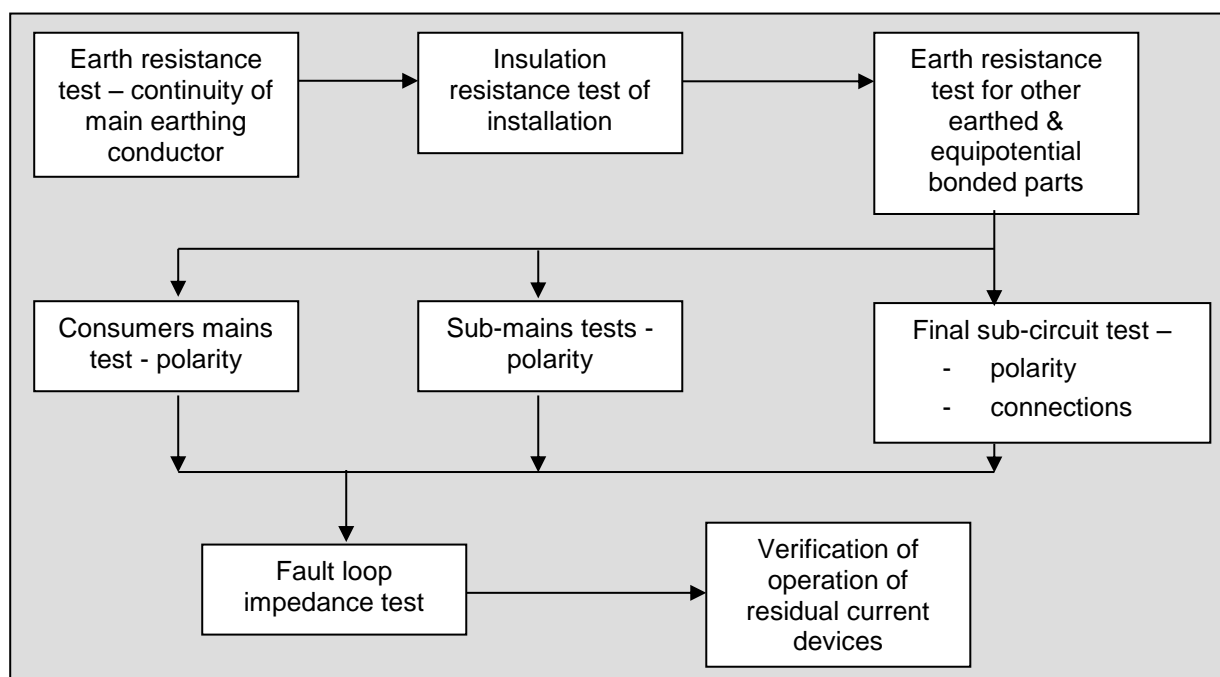 Earth resistance
test – continuity of
main earthing
conductor
Insulation
resistance test of
installation
Earth resistance
test for other
earthed &
equipotential
bonded parts
Consumers mains
test - polarity
Sub-mains tests -
polarity
Final sub-circuit test –
- polarity
- connections
Fault loop
impedance test
Verification of
operation of
residual current
devices